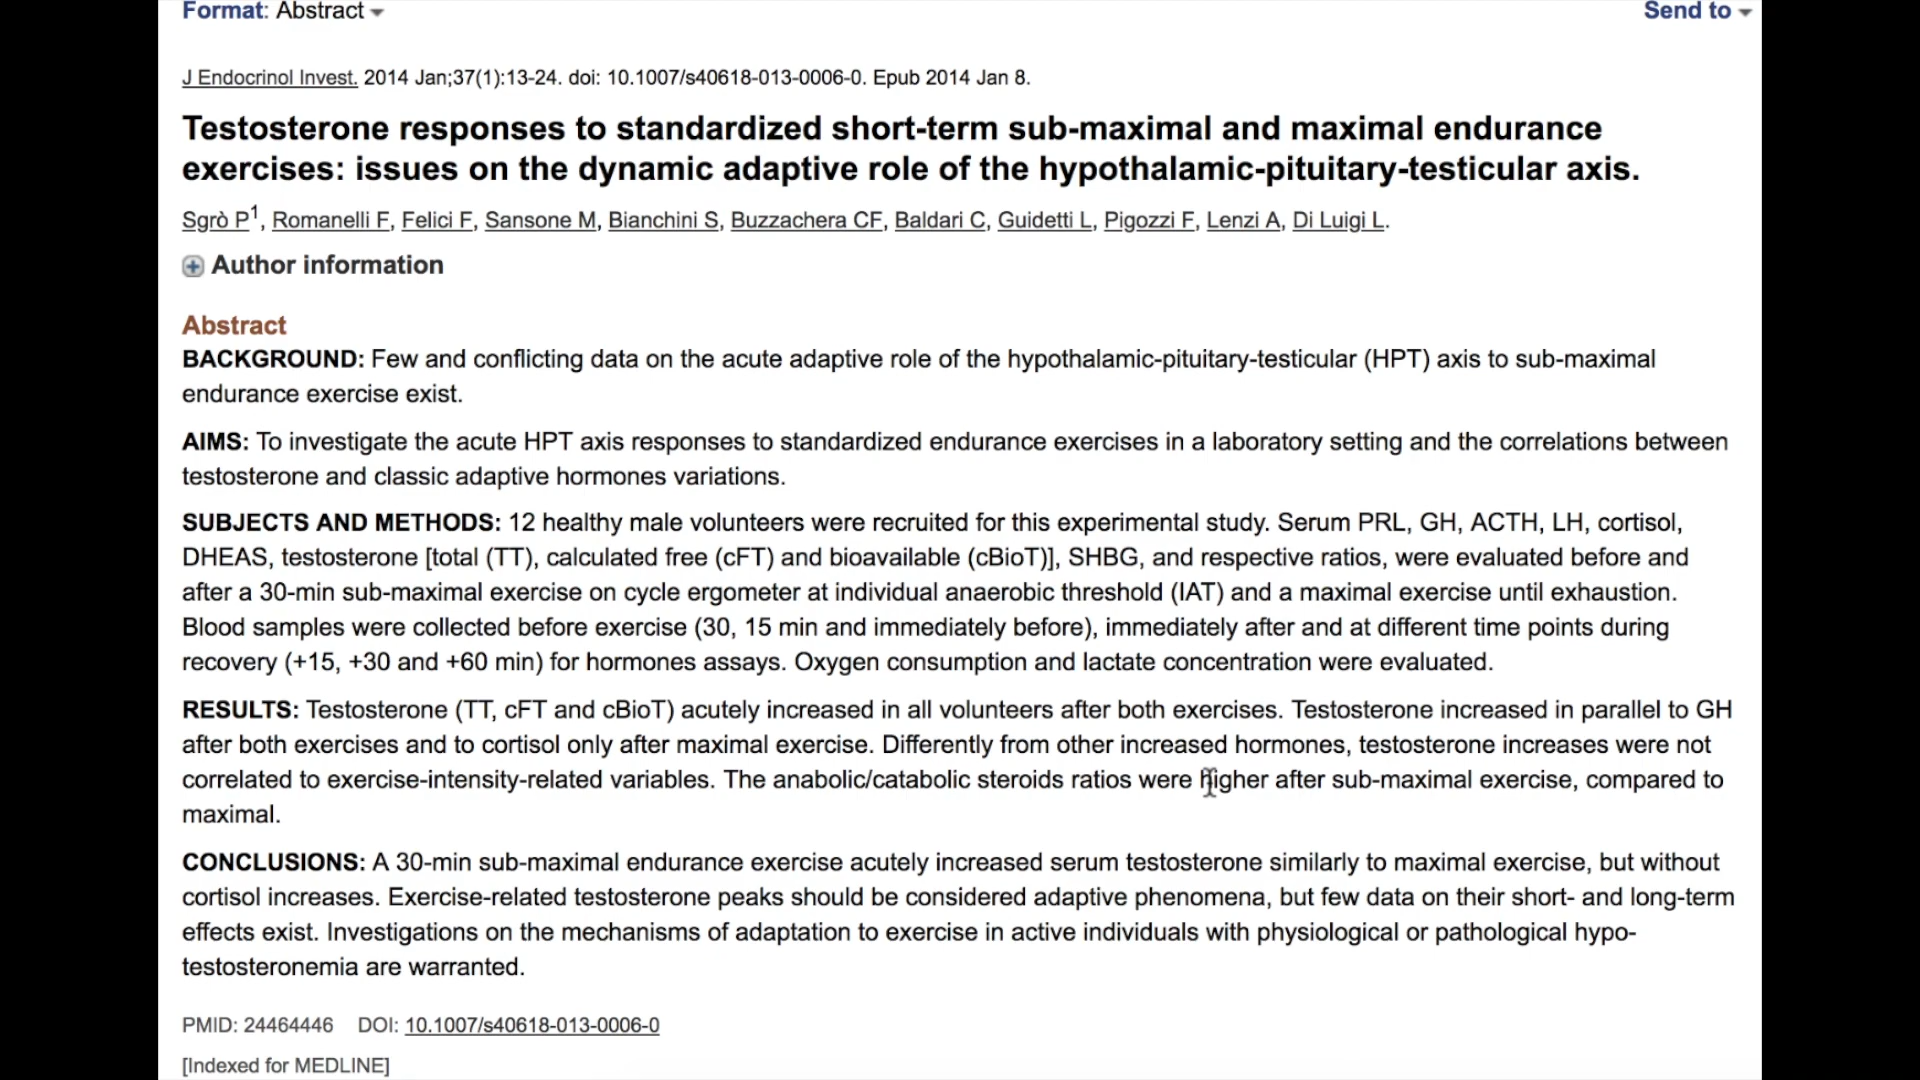 Format: Abstract
Send to
J Endocrinol Invest. 2014 Jan;37(1):13-24. doi: 10.1007/s40618-013-0006-0. Epub 2014 Jan 8.
Testosterone responses to standardized short-term sub-maximal and maximal endurance
exercises: issues on the dynamic adaptive role of the hypothalamic-pituitary-testicular axis.
Sgrò P1, Romanelli F, Felici F, Sansone M, Bianchini S, Buzzachera CF, Baldari C, Guidetti L, Pigozzi F, Lenzi A, Di Luigi L.
Author information
Abstract
BACKGROUND: Few and conflicting data on the acute adaptive role of the hypothalamic-pituitary-testicular (HPT) axis to sub-maximal
endurance exercise exist.
AIMS: To investigate the acute HPT axis responses to standardized endurance exercises in a laboratory setting and the correlations between
testosterone and classic adaptive hormones variations.
SUBJECTS AND METHODS: 12 healthy male volunteers were recruited for this experimental study. Serum PRL, GH, ACTH, LH, cortisol,
DHEAS, testosterone [total (TT), calculated free (cFT) and bioavailable (cBioT)], SHBG, and respective ratios, were evaluated before and
after a 30-min sub-maximal exercise on cycle ergometer at individual anaerobic threshold (IAT) and a maximal exercise until exhaustion.
Blood samples were collected before exercise (30, 15 min and immediately before), immediately after and at different time points during
recovery (+15, +30 and +60 min) for hormones assays. Oxygen consumption and lactate concentration were evaluated.
RESULTS: Testosterone (TT, cFT and cBioT) acutely increased in all volunteers after both exercises. Testosterone increased in parallel to GH
after both exercises and to cortisol only after maximal exercise. Differently from other increased hormones, testosterone increases were not
correlated to exercise-intensity-related variables. The anabolic/catabolic steroids ratios were higher after sub-maximal exercise, compared to
maximal.
CONCLUSIONS: A 30-min sub-maximal endurance exercise acutely increased serum testosterone similarly to maximal exercise, but without
cortisol increases. Exercise-related testosterone peaks should be considered adaptive phenomena, but few data on their short- and long-term
effects exist. Investigations on the mechanisms of adaptation to exercise in active individuals with physiological or pathological hypo-
testosteronemia are warranted.
PMID: 24464446 DOI: 10.1007/s40618-013-0006-0
[Indexed for MEDLINE]